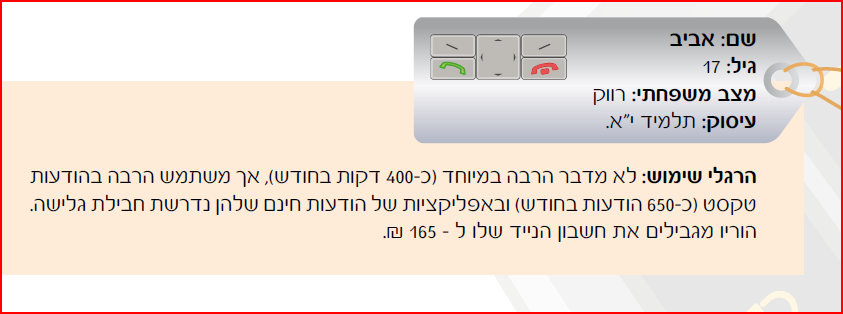 שם: אביב
גיל: 17
מצב משפחתי: רווק
עיסוק: תלמיד י"א.
הרגלי שימוש: לא מדבר הרבה במיוחד (כ-400 דקות בחודש), אך משתמש הרבה בהודעות
טקסט (כ-650 הודעות בחודש) ובאפליקציות של הודעות חינם שלהן נדרשת חבילת גלישה.
הוריו מגבילים את חשבון הנייד שלו ל - 165 ₪.